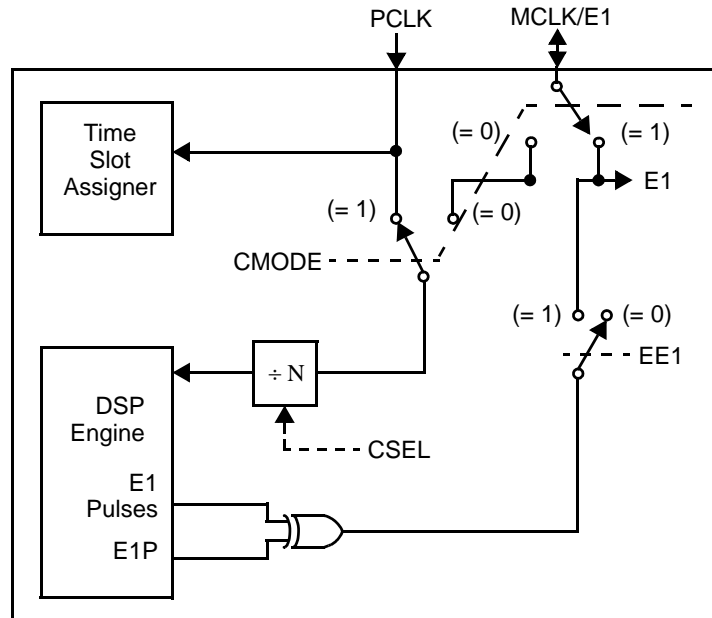 PCLK
MCLK/E1
Time
Slot
Assigner
(= 0)
(= 1)
E1
(= 1)
(= 0)
CMODE
(= 1)
(= 0)
EE1
÷ N
DSP
Engine
CSEL
E1
Pulses
E1P